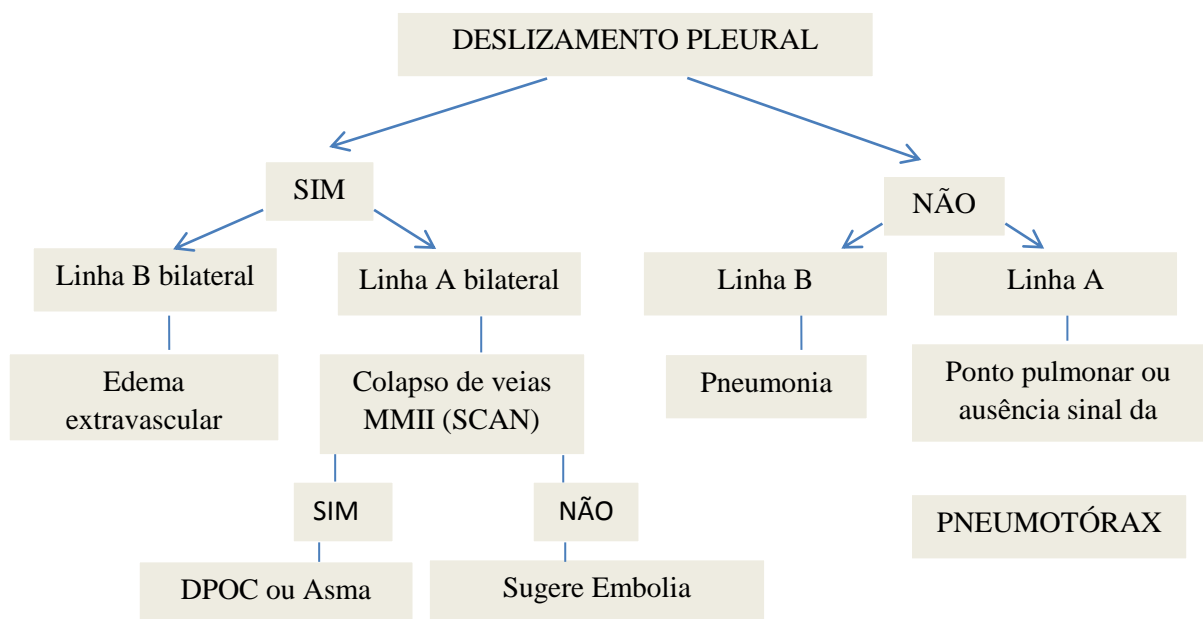 DESLIZAMENTO PLEURAL
SIM
NÃO
Linha B bilateral
Linha A bilateral
Linha B
Linha A
Edema
extravascular
Colapso de veias
MMII (SCAN)
Pneumonia
Ponto pulmonar ou
ausência sinal da
SIM
NÃO
PNEUMOTÓRAX
DPOC ou Asma
Sugere Embolia